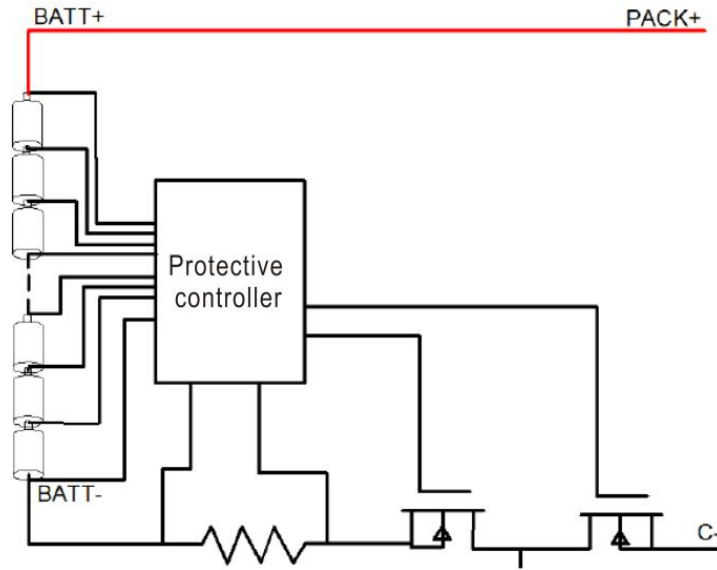 BATT+
PACK+
Protective
controller
BATT-
C-